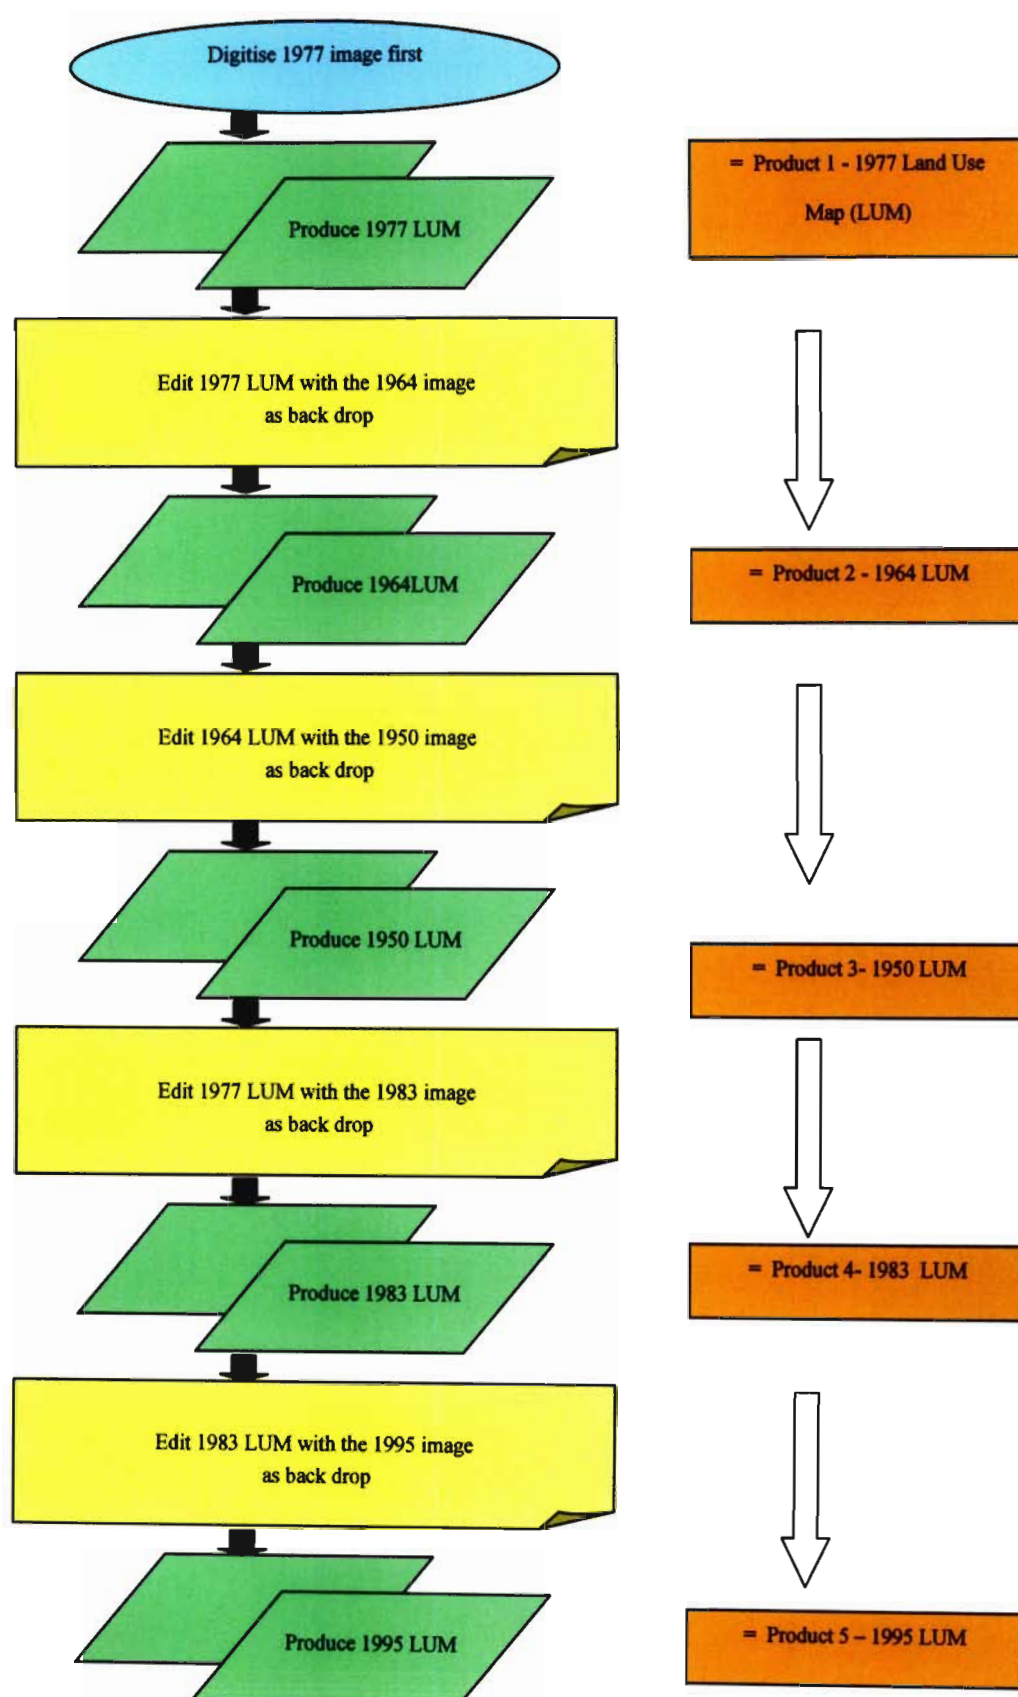 Digitise 1977 image first
= Product 1 - 1977 Land Use
Map (LUM)
Produce 1977 LUM
Edit 1977 LUM with the 1964 image
as back drop
Produce 1964LUM
= Product 2 - 1964 LUM
Edit 1964 LUM with the 1950 image
as back drop
Produce 1950 LUM
= Product 3- 1950 LUM
Edit 1977 LUM with the 1983 image
as back drop
Produce 1983 LUM
= Product 4- 1983 LUM
Edit 1983 LUM with the 1995 image
as back drop
Produce 1995 LUM
= Product 5 – 1995 LUM